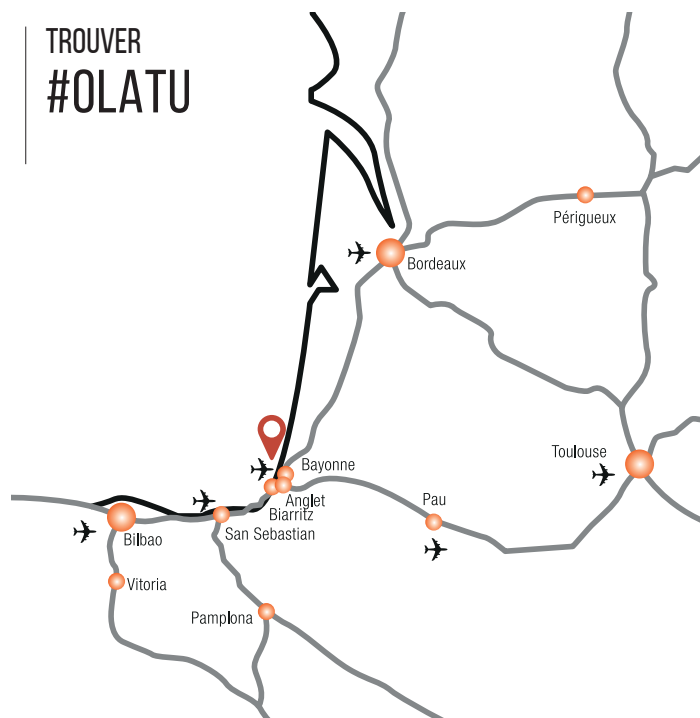 TROUVER
#OLATU
Périgueux
Bordeaux
Toulouse
Bayonne
Anglet
Biarritz
Pau
San Sebastian
Bilbao
Vitoria
Pamplona